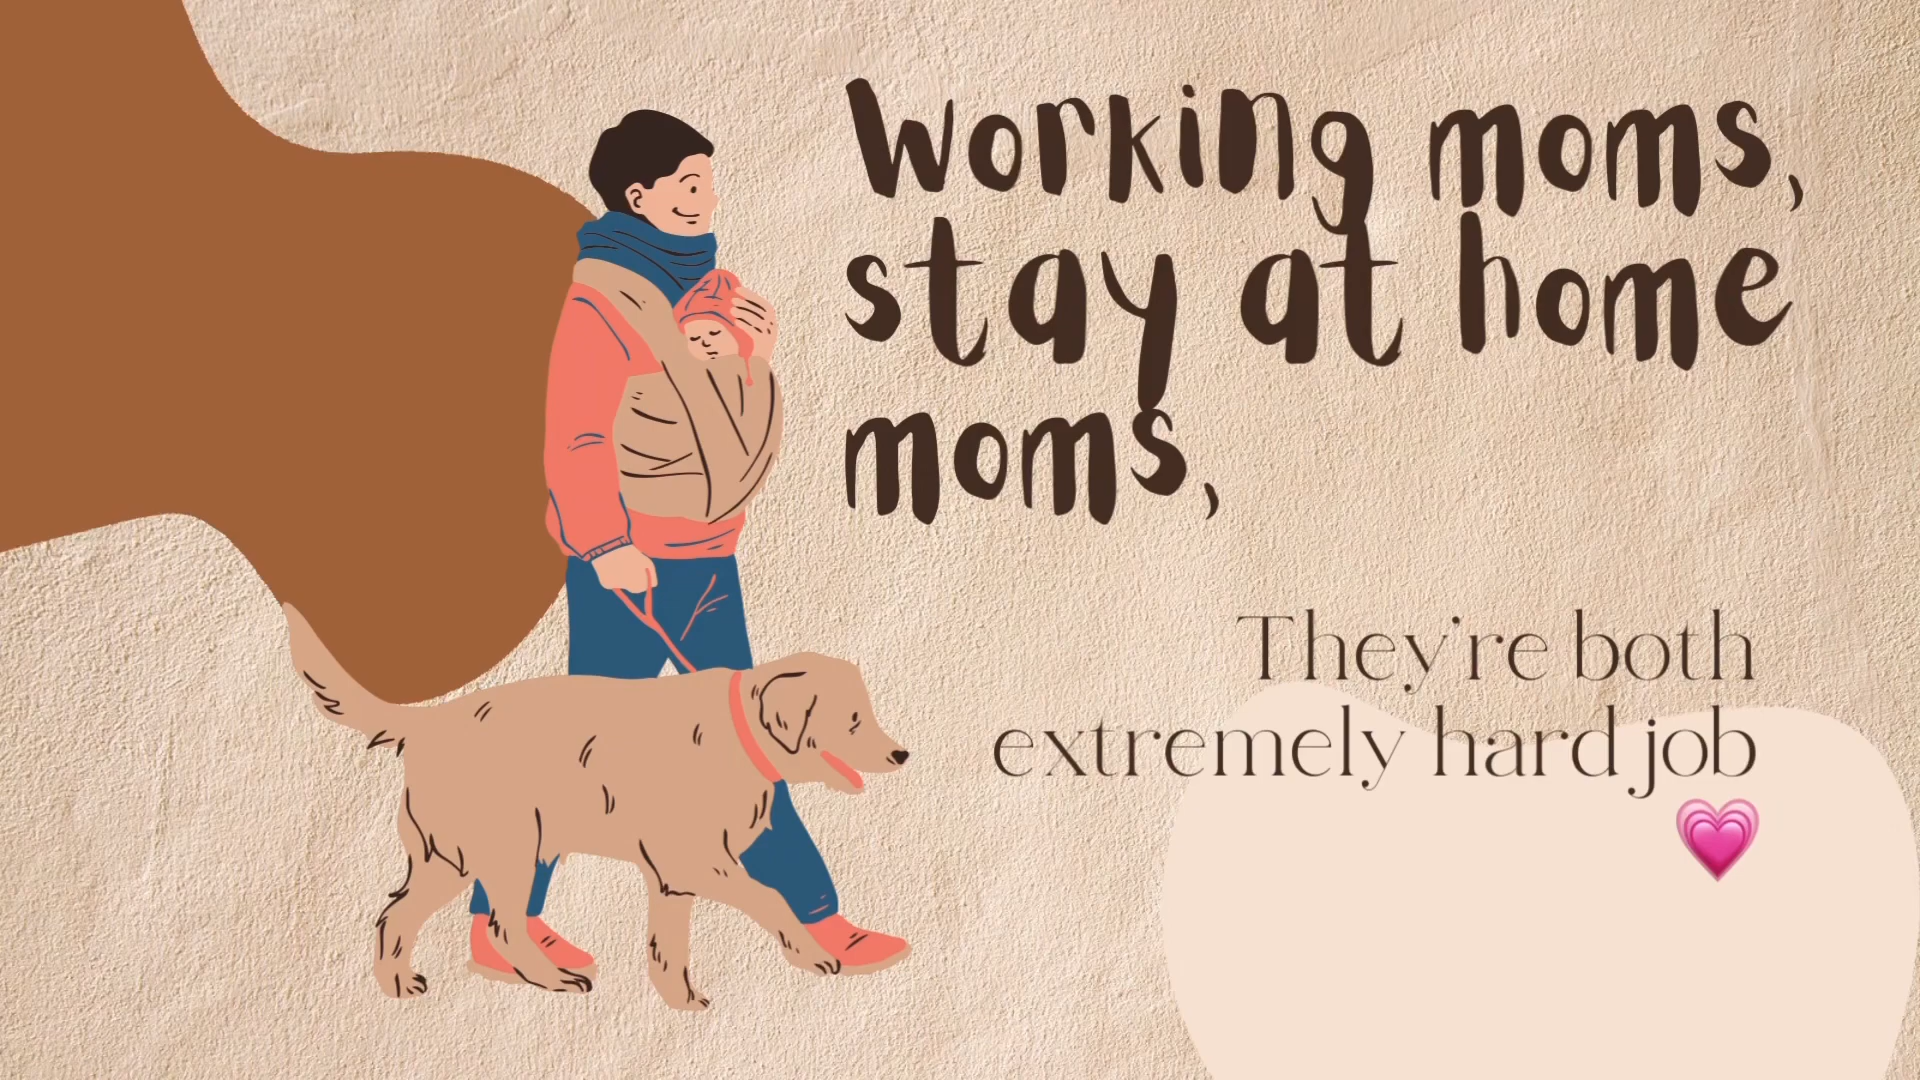 Working moms,
stay at home
moms,
They're both
extremely hard job
💗